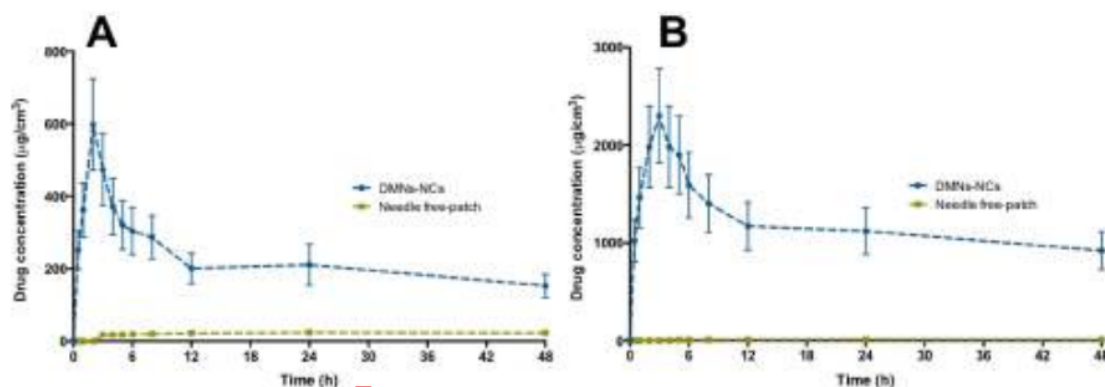 A
B
800
600
400
200
0
Drug concentration (µg/cm³)
DMNs-NCs
Needle free-patch
0 6 12 18 24 30 36 42 48
Time (h)
3000
2000
1000
0
Drug concentration (µg/cm³)
DMNs-NCs
Needle free-patch
0 6 12 18 24 30 36 42 48
Time (h)